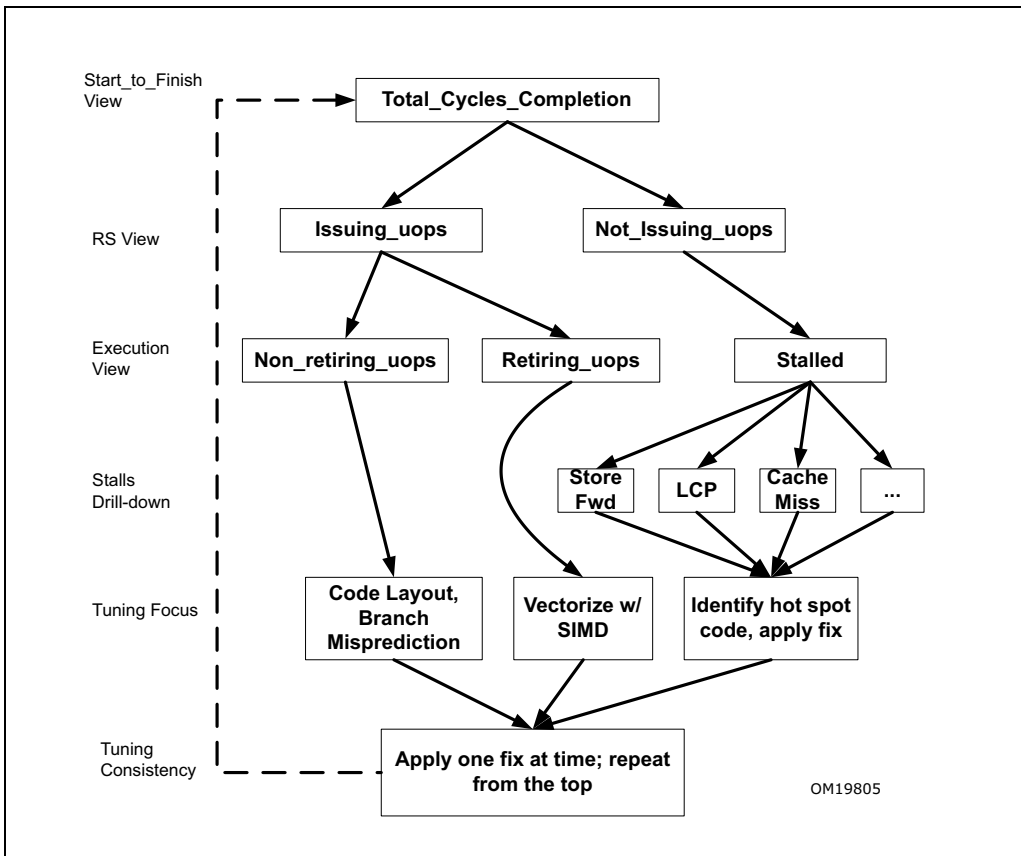 Start_to_Finish
View
Total_Cycles_Completion
RS View
Issuing_uops
Not_Issuing_uops
Execution
View
Non_retiring_uops
Retiring_uops
Stalled
Stalls
Drill-down
Store
Fwd
LCP
Cache
Miss
...
Tuning Focus
Code Layout,
Branch
Misprediction
Vectorize w/
SIMD
Identify hot spot
code, apply fix
Tuning
Consistency
Apply one fix at time; repeat
from the top
OM19805